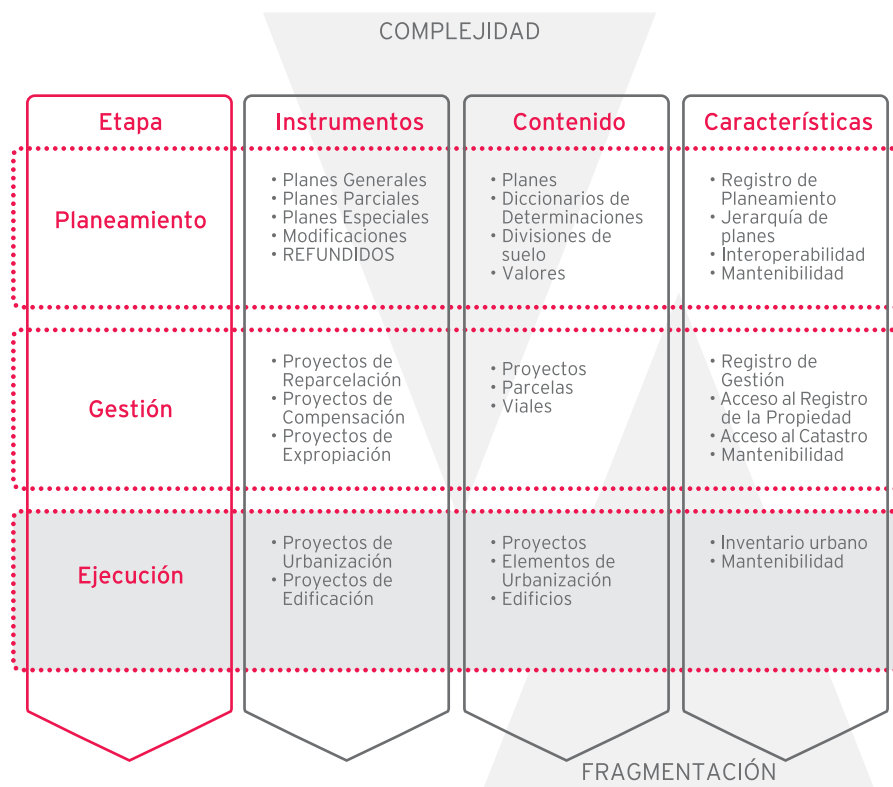 COMPLEJIDAD
Etapa
Instrumentos
Contenido
Características
Planeamiento
• Planes Generales
• Planes Parciales
• Planes Especiales
• Modificaciones
• REFUNDIDOS
• Planes
• Diccionarios de
Determinaciones
• Divisiones de
suelo
• Valores
• Registro de
Planeamiento
• Jerarquía de
planes
• Interoperabilidad
• Mantenibilidad
Gestión
• Proyectos de
Reparcelación
• Proyectos de
Compensación
• Proyectos de
Expropiación
• Proyectos
• Parcelas
• Viales
• Registro de
Gestión
• Acceso al Registro
de la Propiedad
• Acceso al Catastro
• Mantenibilidad
Ejecución
• Proyectos de
Urbanización
• Proyectos de
Edificación
• Proyectos
• Elementos de
Urbanización
• Edificios
• Inventario urbano
• Mantenibilidad
FRAGMENTACIÓN